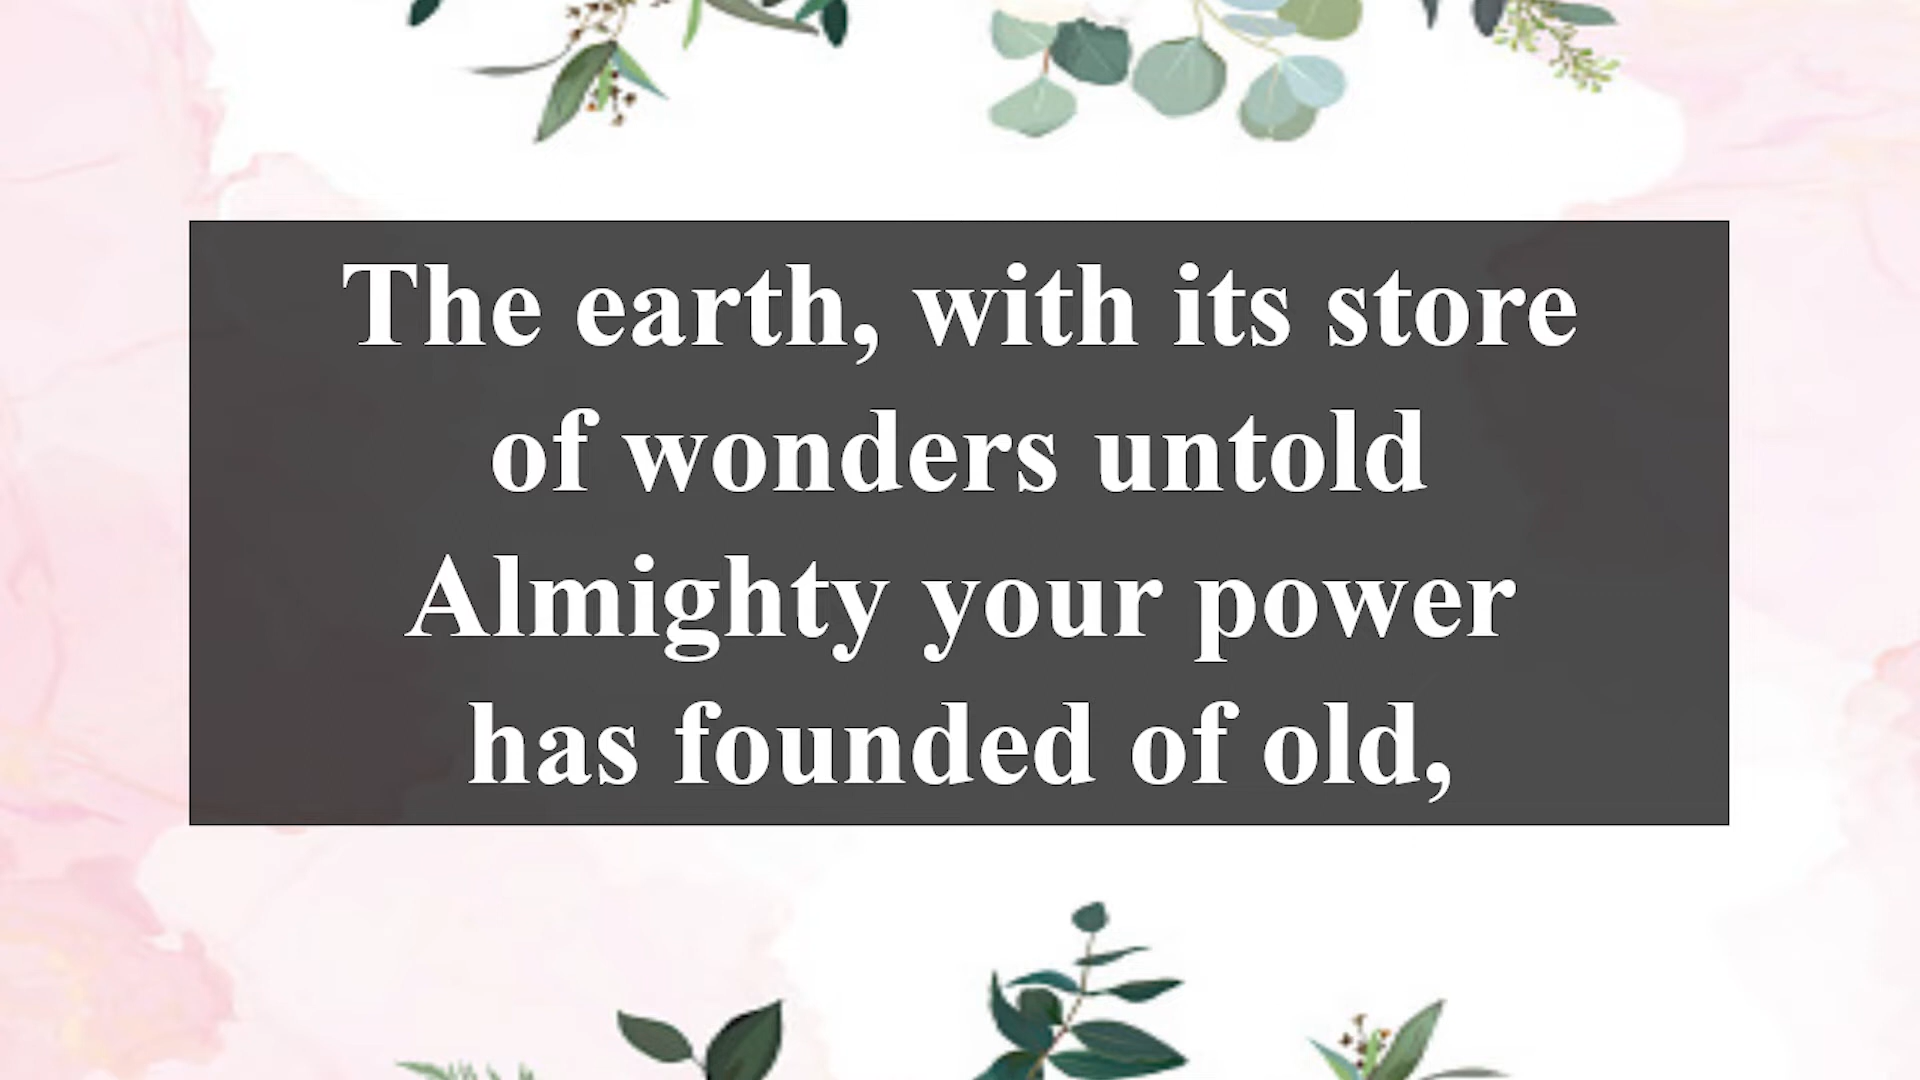 The earth, with its store
of wonders untold
Almighty your power
has founded of old,